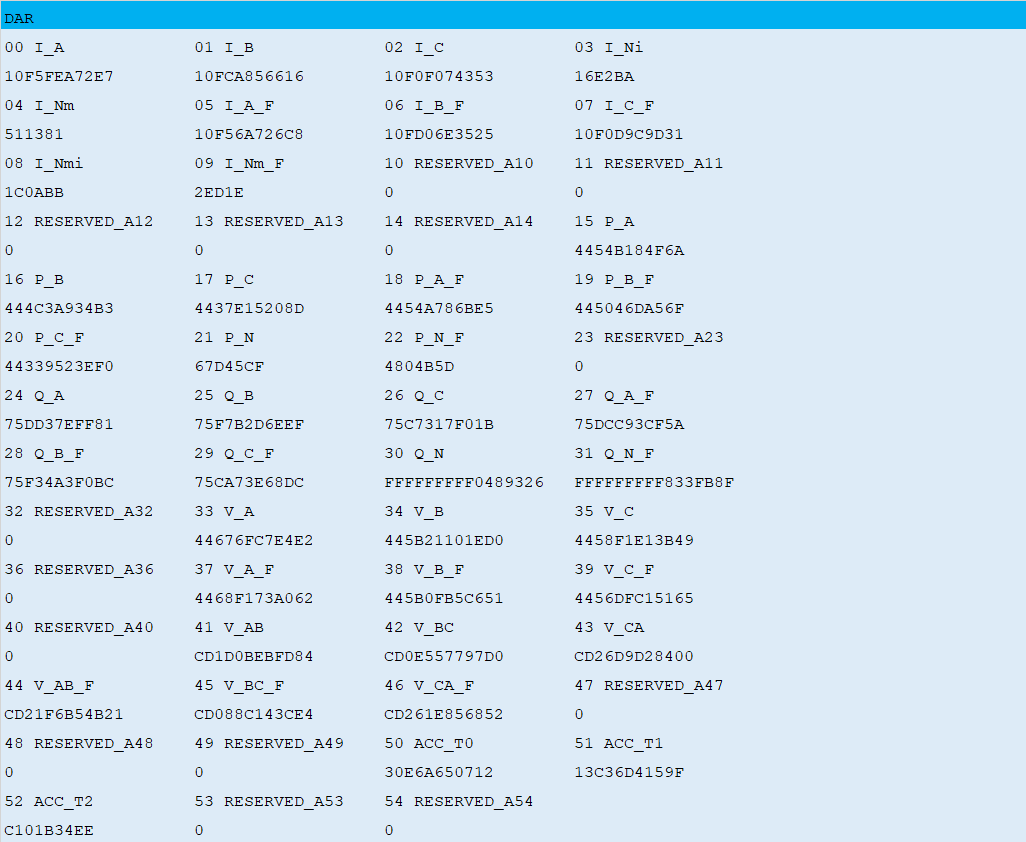 DAR
00 I_A 01 I_B 02 I_C 03 I_Ni
10F5FEA72E7 10FCA856616 10F0F074353 16E2BA
04 I_Nm 05 I_A_F 06 I_B_F 07 I_C_F
511381 10F56A726C8 10FD06E3525 10F0D9C9D31
08 I_Nmi 09 I_Nm_F 10 RESERVED_A10 11 RESERVED_A11
1C0ABB 2ED1E 0 0
12 RESERVED_A12 13 RESERVED_A13 14 RESERVED_A14 15 P_A
0 0 0 4454B184F6A
16 P_B 17 P_C 18 P_A_F 19 P_B_F
444C3A934B3 4437E15208D 4454A786BE5 445046DA56F
20 P_C_F 21 P_N 22 P_N_F 23 RESERVED_A23
44339523EF0 67D45CF 4804B5D 0
24 Q_A 25 Q_B 26 Q_C 27 Q_A_F
75DD37EFF81 75F7B2D6EEF 75C7317F01B 75DCC93CF5A
28 Q_B_F 29 Q_C_F 30 Q_N 31 Q_N_F
75F34A3F0BC 75CA73E68DC FFFFFFFFF0489326 FFFFFFFFF833FB8F
32 RESERVED_A32 33 V_A 34 V_B 35 V_C
0 44676FC7E4E2 445B21101ED0 4458F1E13B49
36 RESERVED_A36 37 V_A_F 38 V_B_F 39 V_C_F
0 4468F173A062 445B0FB5C651 4456DFC15165
40 RESERVED_A40 41 V_AB 42 V_BC 43 V_CA
0 CD1D0BEBFD84 CD0E557797D0 CD26D9D28400
44 V_AB_F 45 V_BC_F 46 V_CA_F 47 RESERVED_A47
CD21F6B54B21 CD088C143CE4 CD261E856852 0
48 RESERVED_A48 49 RESERVED_A49 50 ACC_T0 51 ACC_T1
0 0 30E6A650712 13C36D4159F
52 ACC_T2 53 RESERVED_A53 54 RESERVED_A54
C101B34EE 0 0